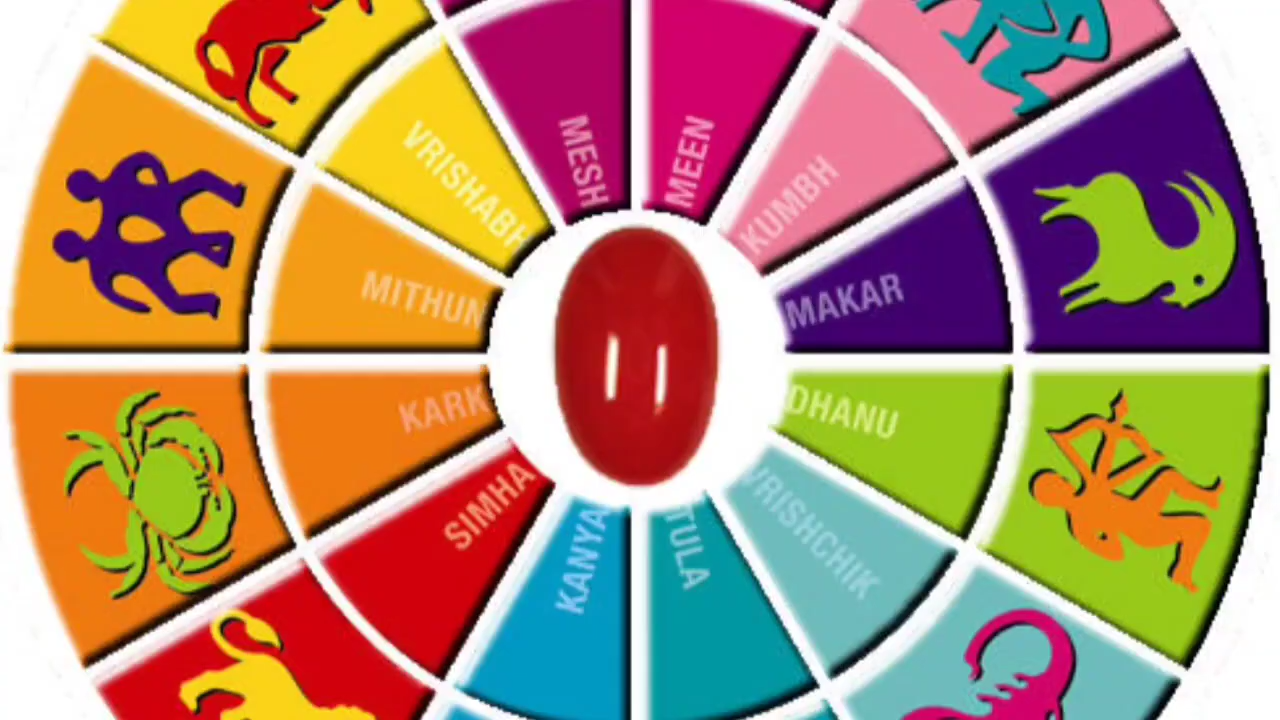 MESH
MEEN
VRISHABH
KUMBH
MITHUN
MAKAR
KARK
DHANU
SIMHA
VRISHCHIK
KANYA
TULA